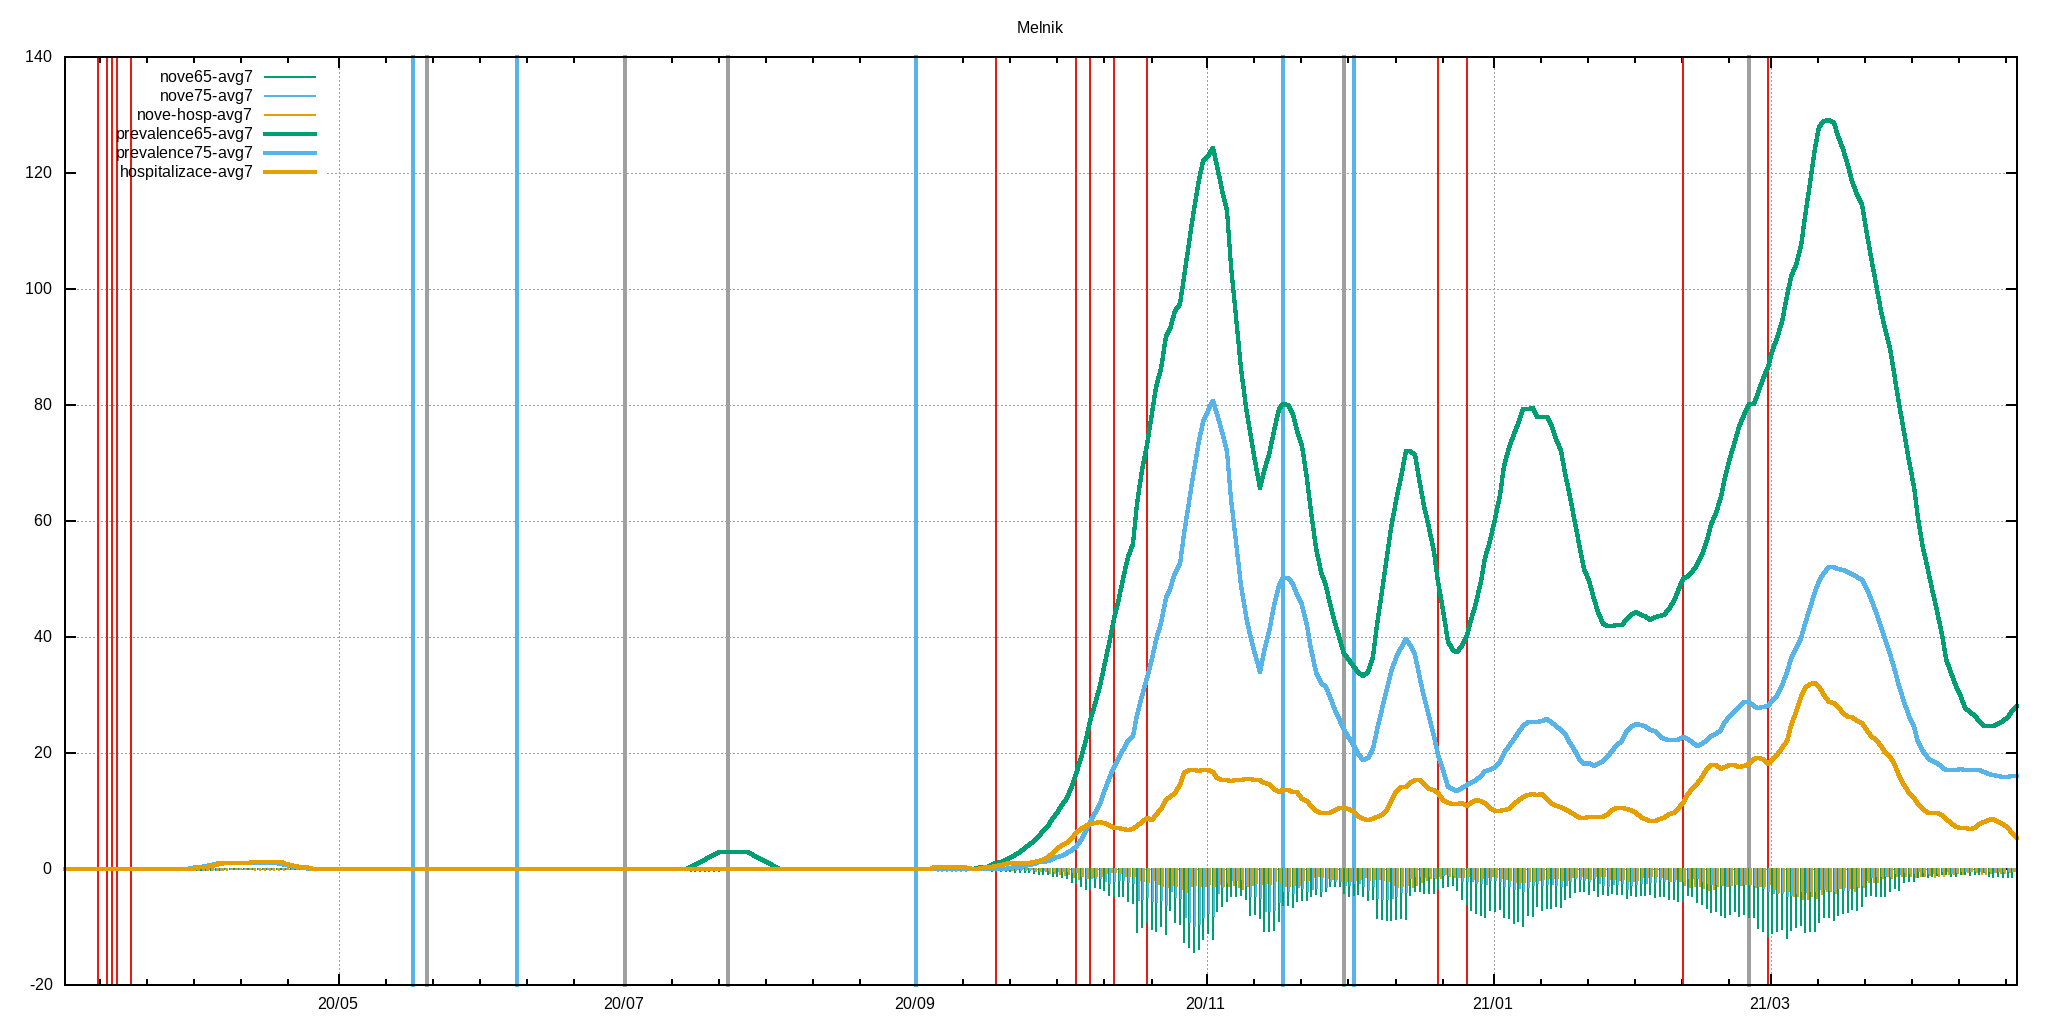 Melnik
140
120
100
80
60
40
20
0
-20
nove65-avg7
nove75-avg7
nove-hosp-avg7
prevalence65-avg7
prevalence75-avg7
hospitalizace-avg7
20/05
20/07
20/09
20/11
21/01
21/03